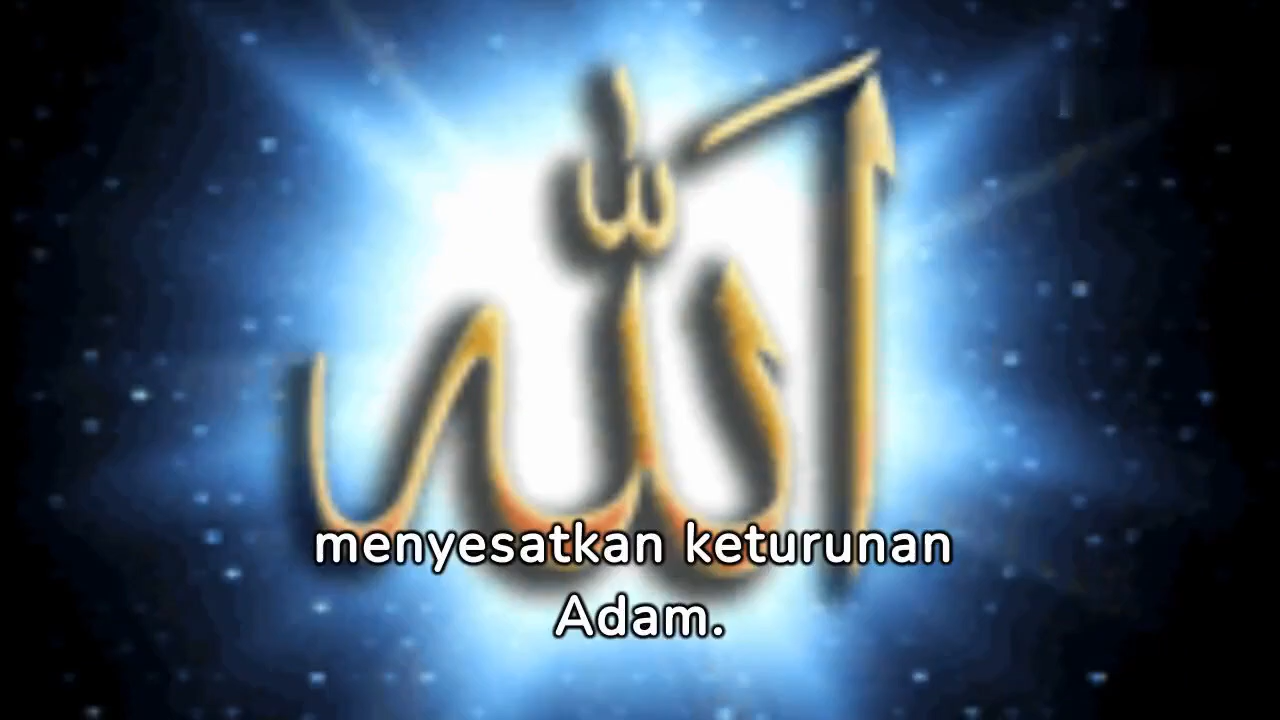 الله
menyesatkan keturunan
Adam.